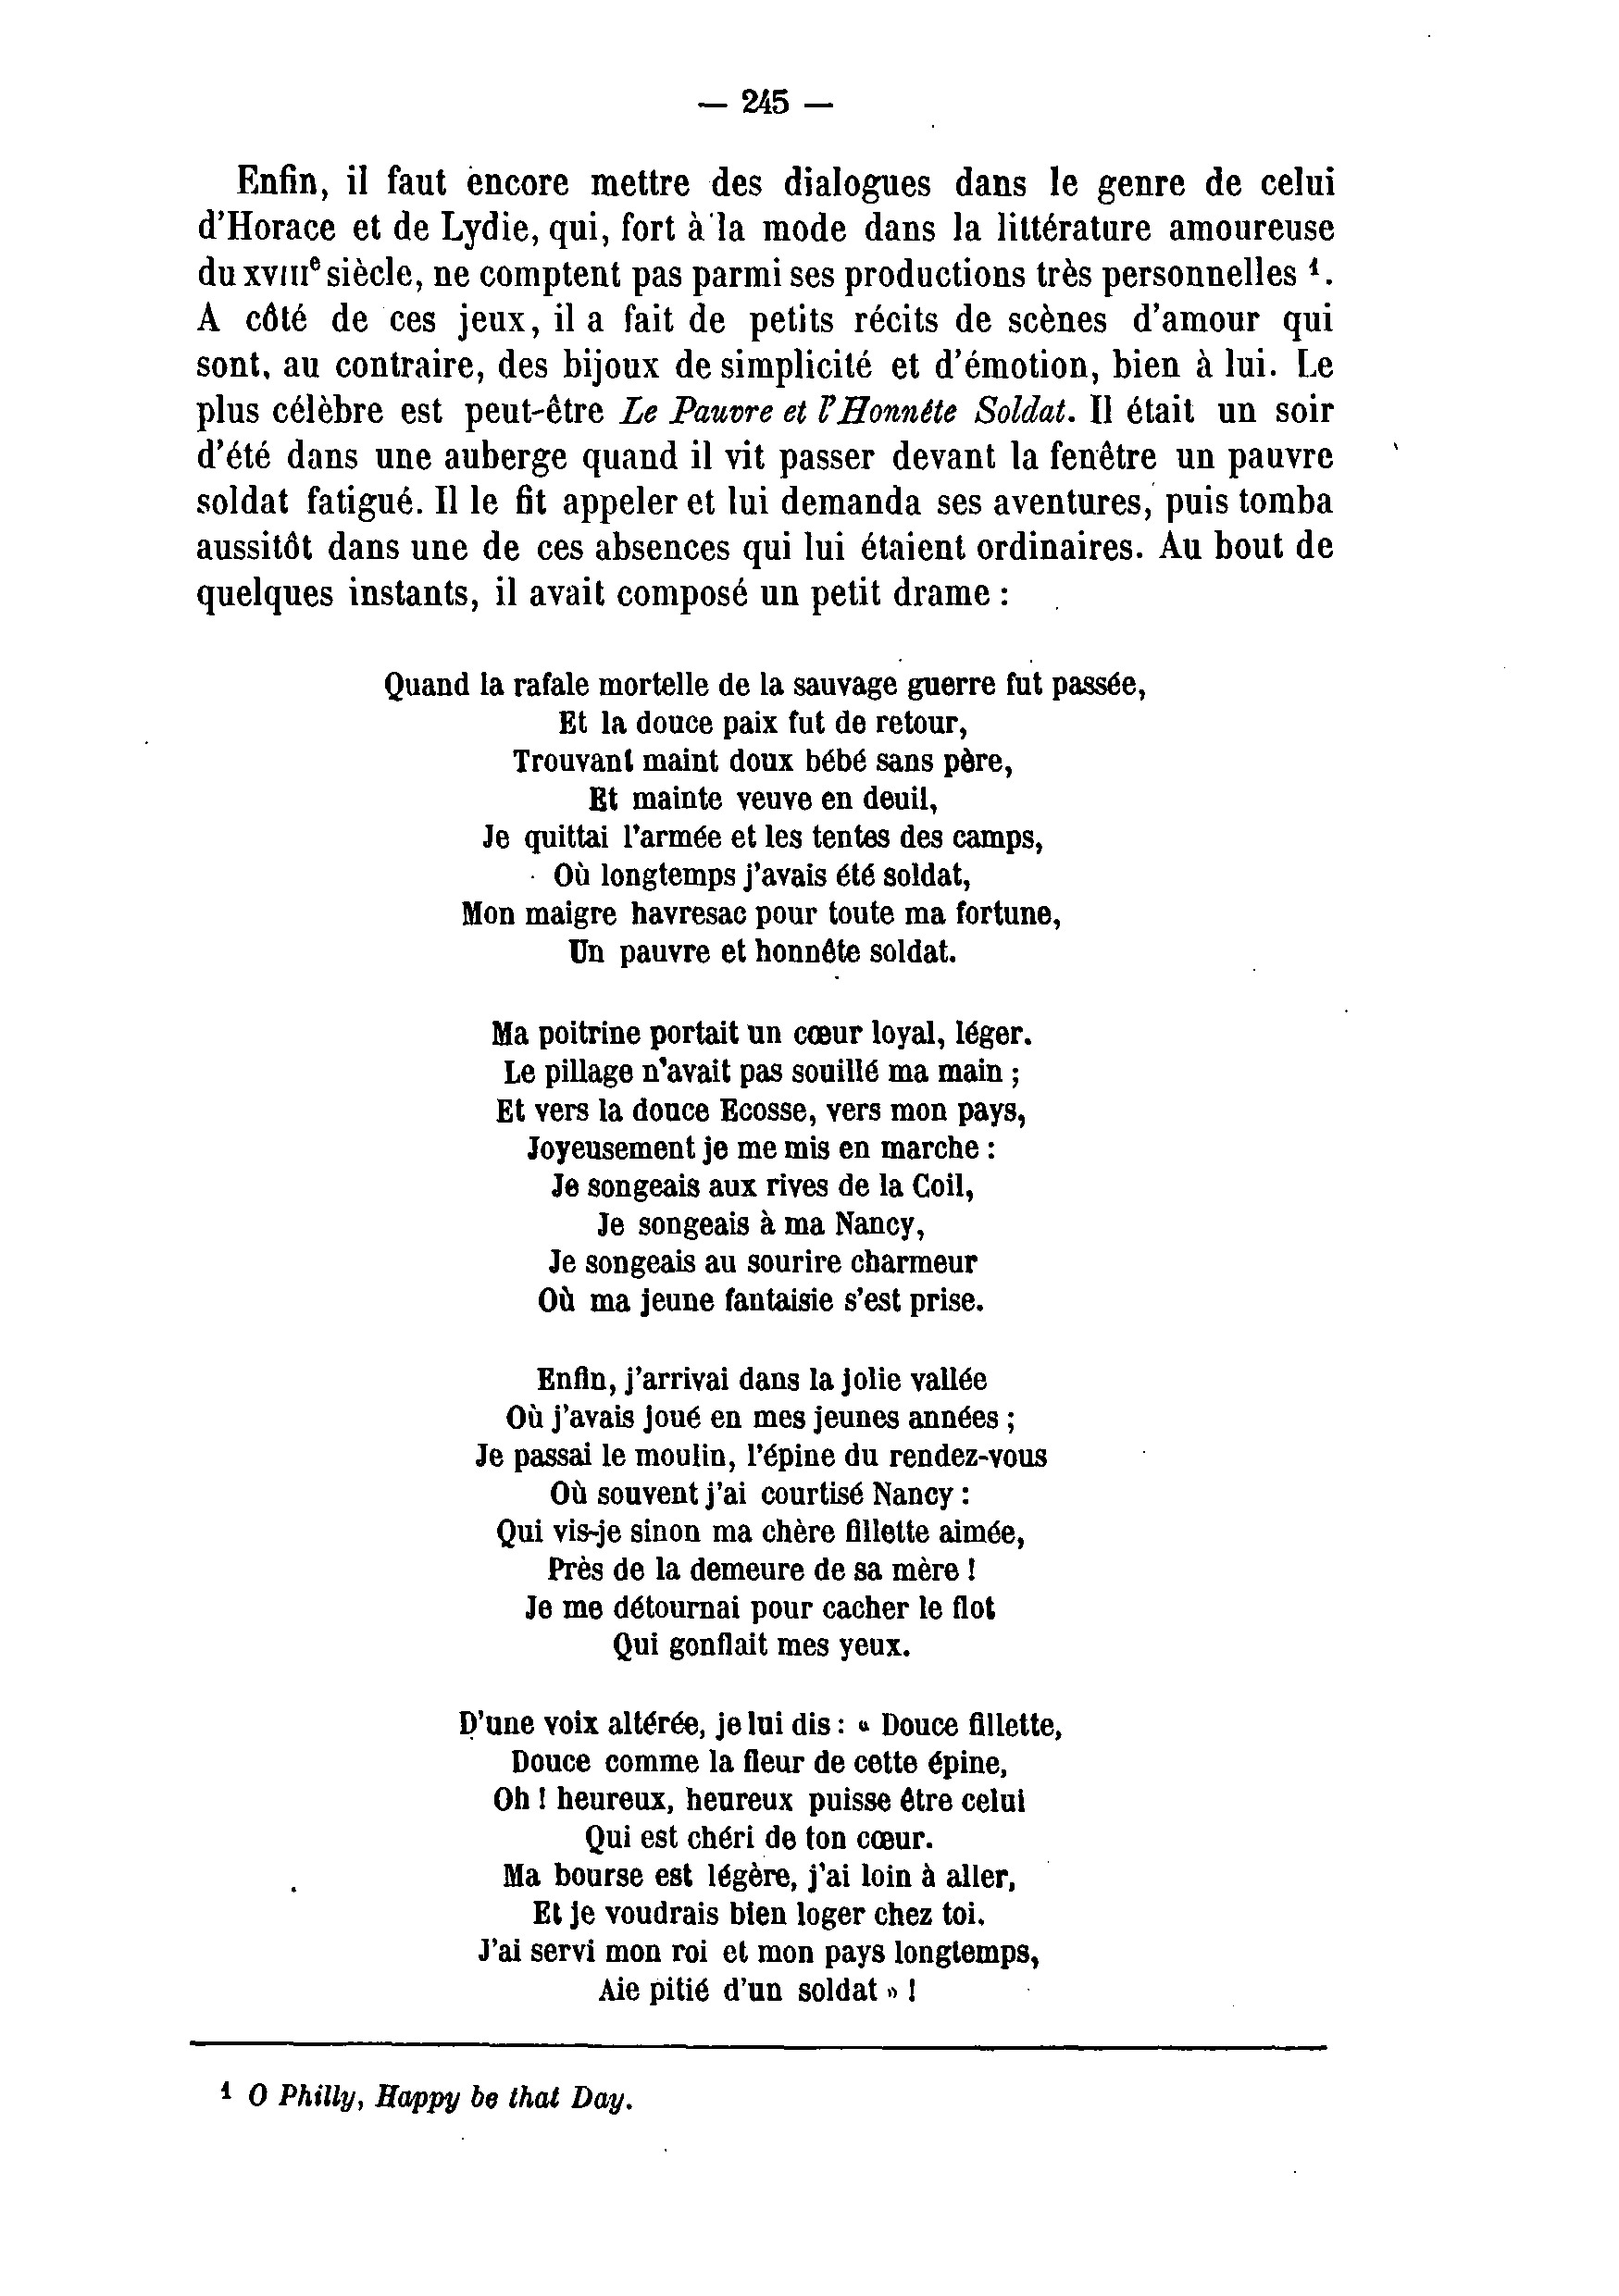 — 245 —
Enfin, il faut encore mettre des dialogues dans le genre de celui
d'Horace et de Lydie, qui, fort à la mode dans la littérature amoureuse
du XVIIIe siècle, ne comptent pas parmi ses productions très personnelles 1.
A côté de ces jeux, il a fait de petits récits de scènes d'amour qui
sont, au contraire, des bijoux de simplicité et d'émotion, bien à lui. Le
plus célèbre est peut-être Le Pauvre et l'Honnête Soldat. Il était un soir
d'été dans une auberge quand il vit passer devant la fenêtre un pauvre
soldat fatigué. Il le fit appeler et lui demanda ses aventures, puis tomba
aussitôt dans une de ces absences qui lui étaient ordinaires. Au bout de
quelques instants, il avait composé un petit drame :
Quand la rafale mortelle de la sauvage guerre fut passée,
Et la douce paix fut de retour,
Trouvant maint doux bébé sans père,
Et mainte veuve en deuil,
Je quittai l'armée et les tentes des camps,
Où longtemps j'avais été soldat,
Mon maigre havresac pour toute ma fortune,
Un pauvre et honnête soldat.
Ma poitrine portait un cœur loyal, léger.
Le pillage n'avait pas souillé ma main ;
Et vers la douce Ecosse, vers mon pays,
Joyeusement je me mis en marche :
Je songeais aux rives de la Coil,
Je songeais à ma Nancy,
Je songeais au sourire charmeur
Où ma jeune fantaisie s'est prise.
Enfin, j'arrivai dans la jolie vallée
Où j'avais joué en mes jeunes années ;
Je passai le moulin, l'épine du rendez-vous
Où souvent j'ai courtisé Nancy :
Qui vis-je sinon ma chère fillette aimée,
Près de la demeure de sa mère !
Je me détournai pour cacher le flot
Qui gonflait mes yeux.
D'une voix altérée, je lui dis : « Douce fillette,
Douce comme la fleur de cette épine,
Oh ! heureux, heureux puisse être celui
Qui est chéri de ton cœur.
Ma bourse est légère, j'ai loin à aller,
Et je voudrais bien loger chez toi.
J'ai servi mon roi et mon pays longtemps,
Aie pitié d'un soldat » !
1 O Philly, Happy be that Day.